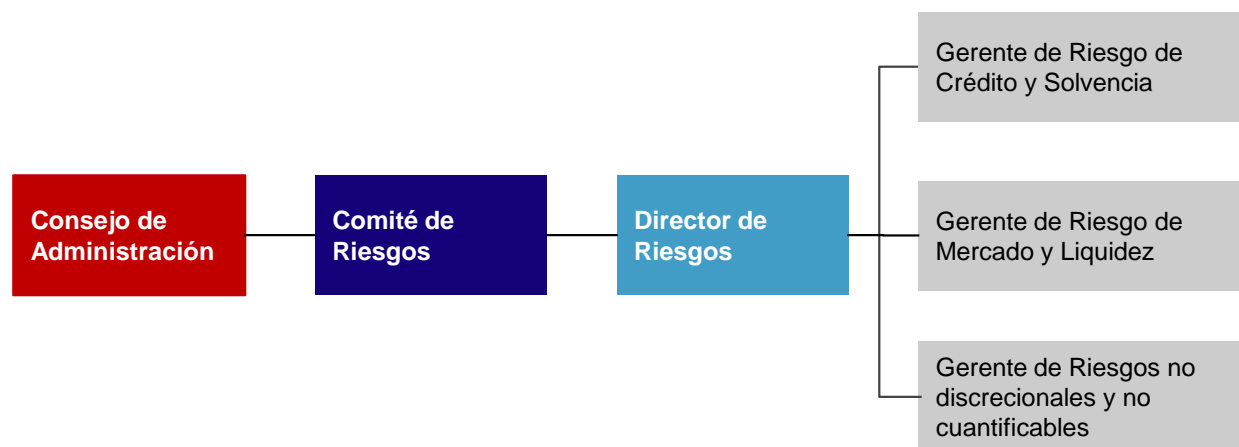 Consejo de
Administración
Comité de
Riesgos
Director de
Riesgos
Gerente de Riesgo de
Crédito y Solvencia
Gerente de Riesgo de
Mercado y Liquidez
Gerente de Riesgos no
discrecionales y no
cuantificables